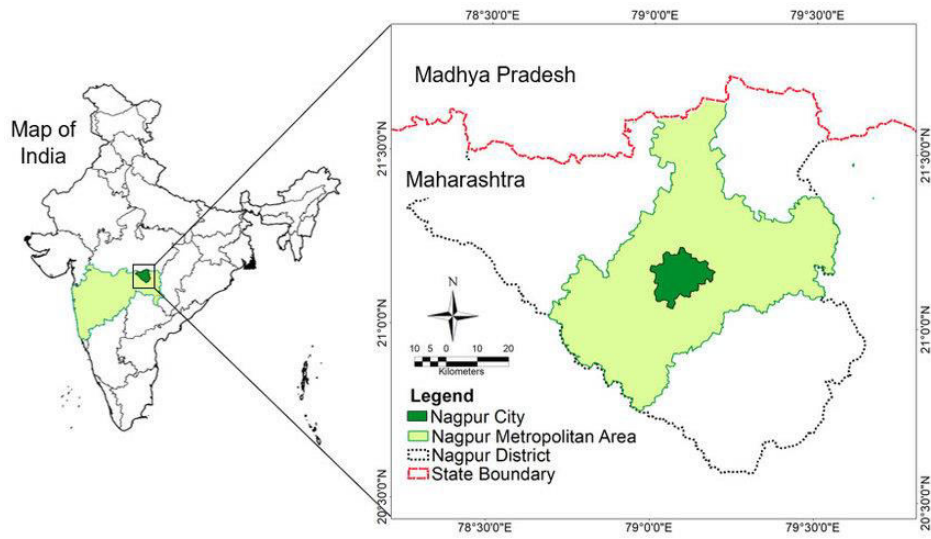 Map of
India
78°30'0"E
79°0'0"E
79°30'0"E
Madhya Pradesh
Maharashtra
21°30'0"N
21°0'0"N
20°30'0"N
21°30'0"N
21°0'0"N
20°30'0"N
N
10 5 0 10 20
Kilometers
Legend
Nagpur City
Nagpur Metropolitan Area
Nagpur District
State Boundary
78°30'0"E
79°0'0"E
79°30'0"E